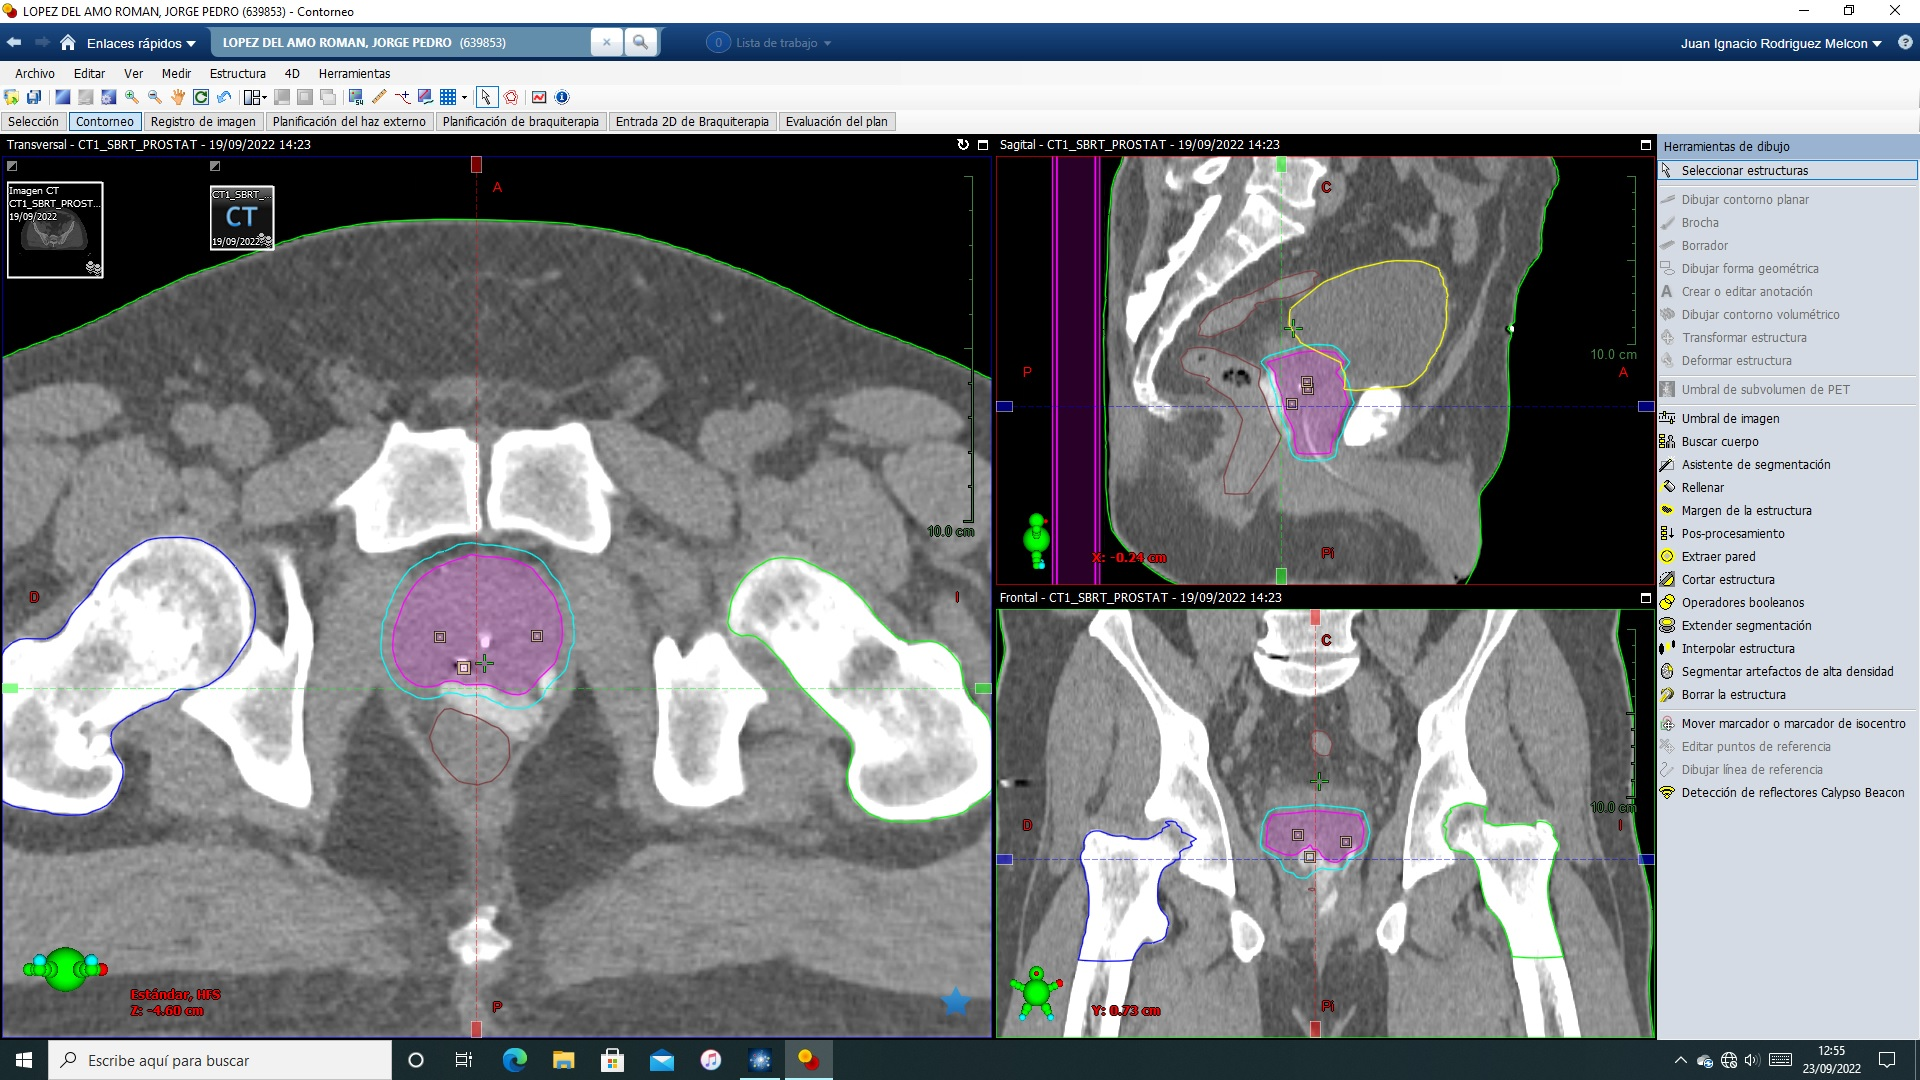 LOPEZ DEL AMO ROMAN, JORGE PEDRO (639853) - Contorneo
Enlaces rápidos
LOPEZ DEL AMO ROMAN, JORGE PEDRO (639853)
0 Lista de trabajo
Juan Ignacio Rodriguez Melcon
Archivo Editar Ver Medir Estructura 4D Herramientas
Selección Contorneo Registro de imagen Planificación del haz externo Planificación de braquiterapia Entrada 2D de Braquiterapia Evaluación del plan
Transversal - CT1_SBRT_PROSTAT - 19/09/2022 14:23
Imagen CT
CT1_SBRT_PROST...
19/09/2022
CT1_SBRT_...
CT
19/09/2022
A
D
I
10.0 cm
Estándar, HFS
Z: -4.60 cm
P
Sagital - CT1_SBRT_PROSTAT - 19/09/2022 14:23
C
P
A
10.0 cm
X: -0.24 cm
Pi
Frontal - CT1_SBRT_PROSTAT - 19/09/2022 14:23
C
D
I
10.0 cm
Y: 0.73 cm
Pi
Herramientas de dibujo
Seleccionar estructuras
Dibujar contorno planar
Brocha
Borrador
Dibujar forma geométrica
Crear o editar anotación
Dibujar contorno volumétrico
Transformar estructura
Deformar estructura
Umbral de subvolumen de PET
Umbral de imagen
Buscar cuerpo
Asistente de segmentación
Rellenar
Margen de la estructura
Pos-procesamiento
Extraer pared
Cortar estructura
Operadores booleanos
Extender segmentación
Interpolar estructura
Segmentar artefactos de alta densidad
Borrar la estructura
Mover marcador o marcador de isocentro
Editar puntos de referencia
Dibujar línea de referencia
Detección de reflectores Calypso Beacon
Escribe aquí para buscar
12:55
23/09/2022